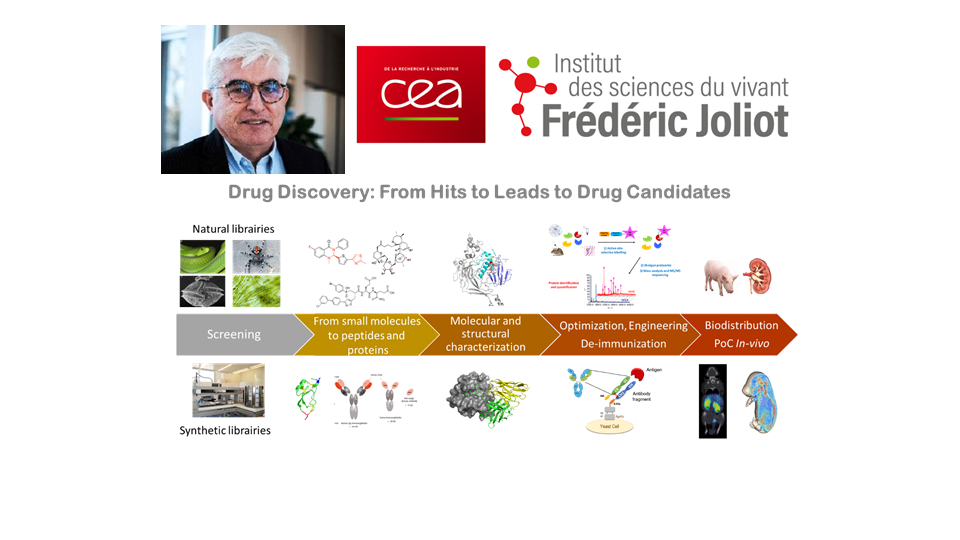 DE LA RECHERCHE À L'INDUSTRIE
cea
Institut
des sciences du vivant
Frédéric Joliot
Drug Discovery: From Hits to Leads to Drug Candidates
Natural librairies
Screening
From small molecules
to peptides and
proteins
Molecular and
structural
characterization
Optimization, Engineering
De-immunization
Biodistribution
PoC In-vivo
Synthetic librairies
Antigen
Antibody
fragment
Yeast Cell